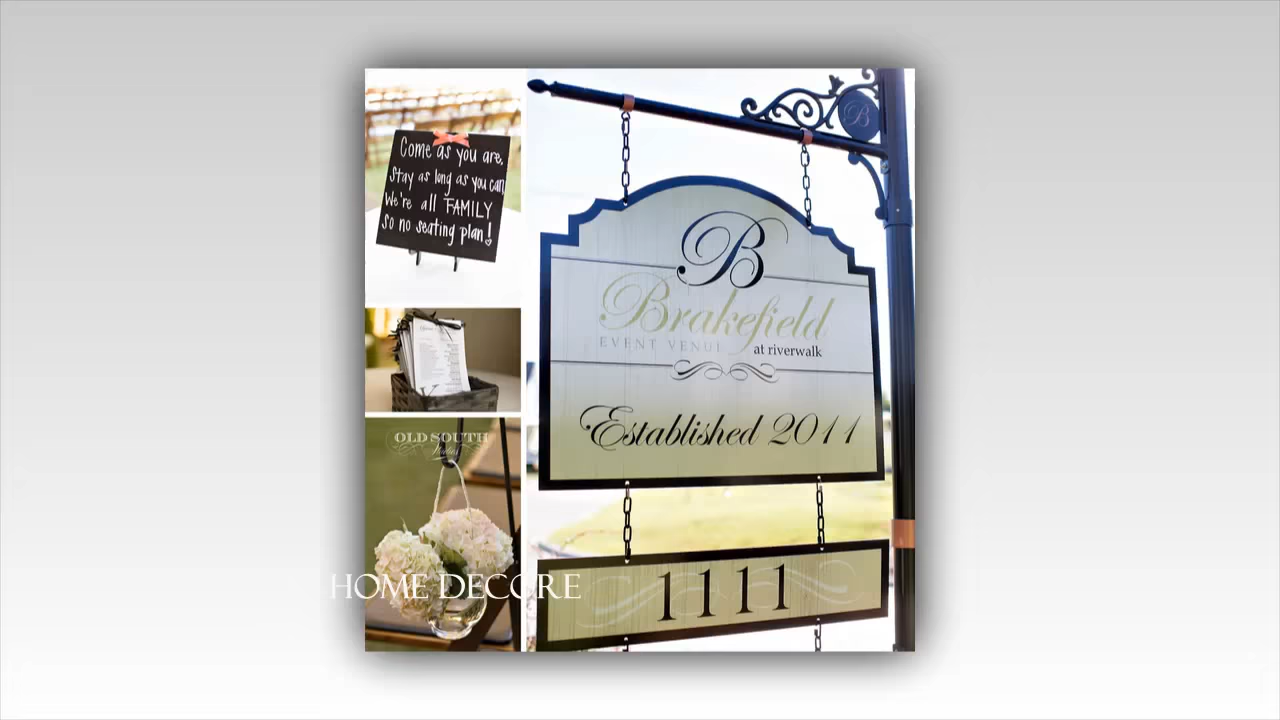 Come as you are,
stay as long as you can
We're all FAMILY
so no seating plan!
OLD SOUTH
Studios
HOME DECORE
B
B
Brakefield
EVENT VENUE
at riverwalk
Established 2011
1111